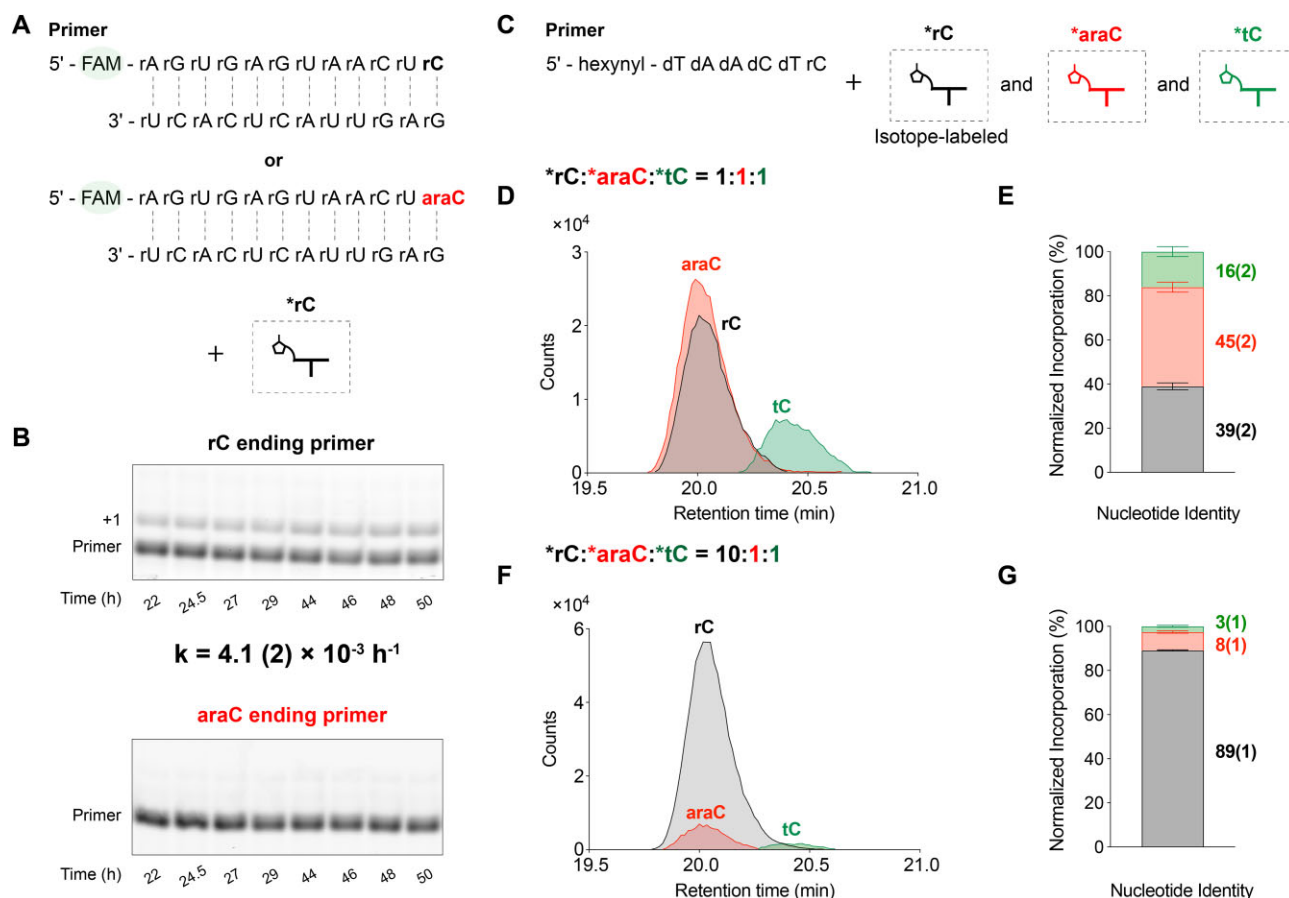 A
Primer
5' - FAM - rA rG rU rG rA rG rU rA rA rC rU rC
3' - rU rC rA rC rU rC rA rU rU rG rA rG
or
5' - FAM - rA rG rU rG rA rG rU rA rA rC rU araC
3' - rU rC rA rC rU rC rA rU rU rG rA rG
*rC
+
B
rC ending primer
+1
Primer
Time (h)
22 24.5 27 29 44 46 48 50
k = 4.1 (2) × 10⁻³ h⁻¹
araC ending primer
Primer
Time (h)
22 24.5 27 29 44 46 48 50
C
Primer
5' - hexynyl - dT dA dA dC dT rC
+
*rC
and
*araC
and
*tC
Isotope-labeled
*rC:*araC:*tC = 1:1:1
D
×10⁴
3
2
1
0
Counts
araC
rC
tC
19.5 20.0 20.5 21.0
Retention time (min)
E
Normalized Incorporation (%)
100
80
60
40
20
0
16(2)
45(2)
39(2)
Nucleotide Identity
*rC:*araC:*tC = 10:1:1
F
×10⁴
6
4
2
0
Counts
rC
araC
tC
19.5 20.0 20.5 21.0
Retention time (min)
G
Normalized Incorporation (%)
100
80
60
40
20
0
3(1)
8(1)
89(1)
Nucleotide Identity